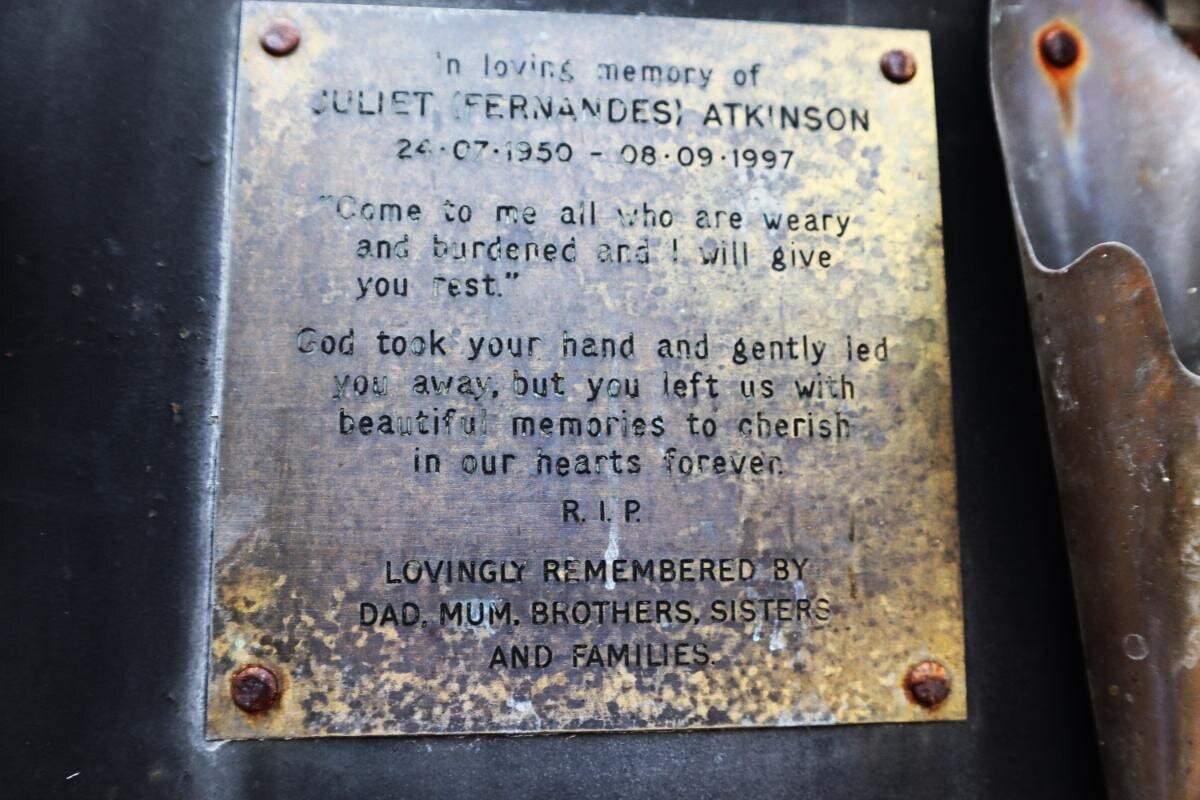 In loving memory of
JULIET (FERNANDES) ATKINSON
24·07·1950 - 08·09·1997
"Come to me all who are weary
and burdened and I will give
you rest."
God took your hand and gently led
you away, but you left us with
beautiful memories to cherish
in our hearts forever.
R. I. P.
LOVINGLY REMEMBERED BY
DAD, MUM, BROTHERS, SISTERS
AND FAMILIES.